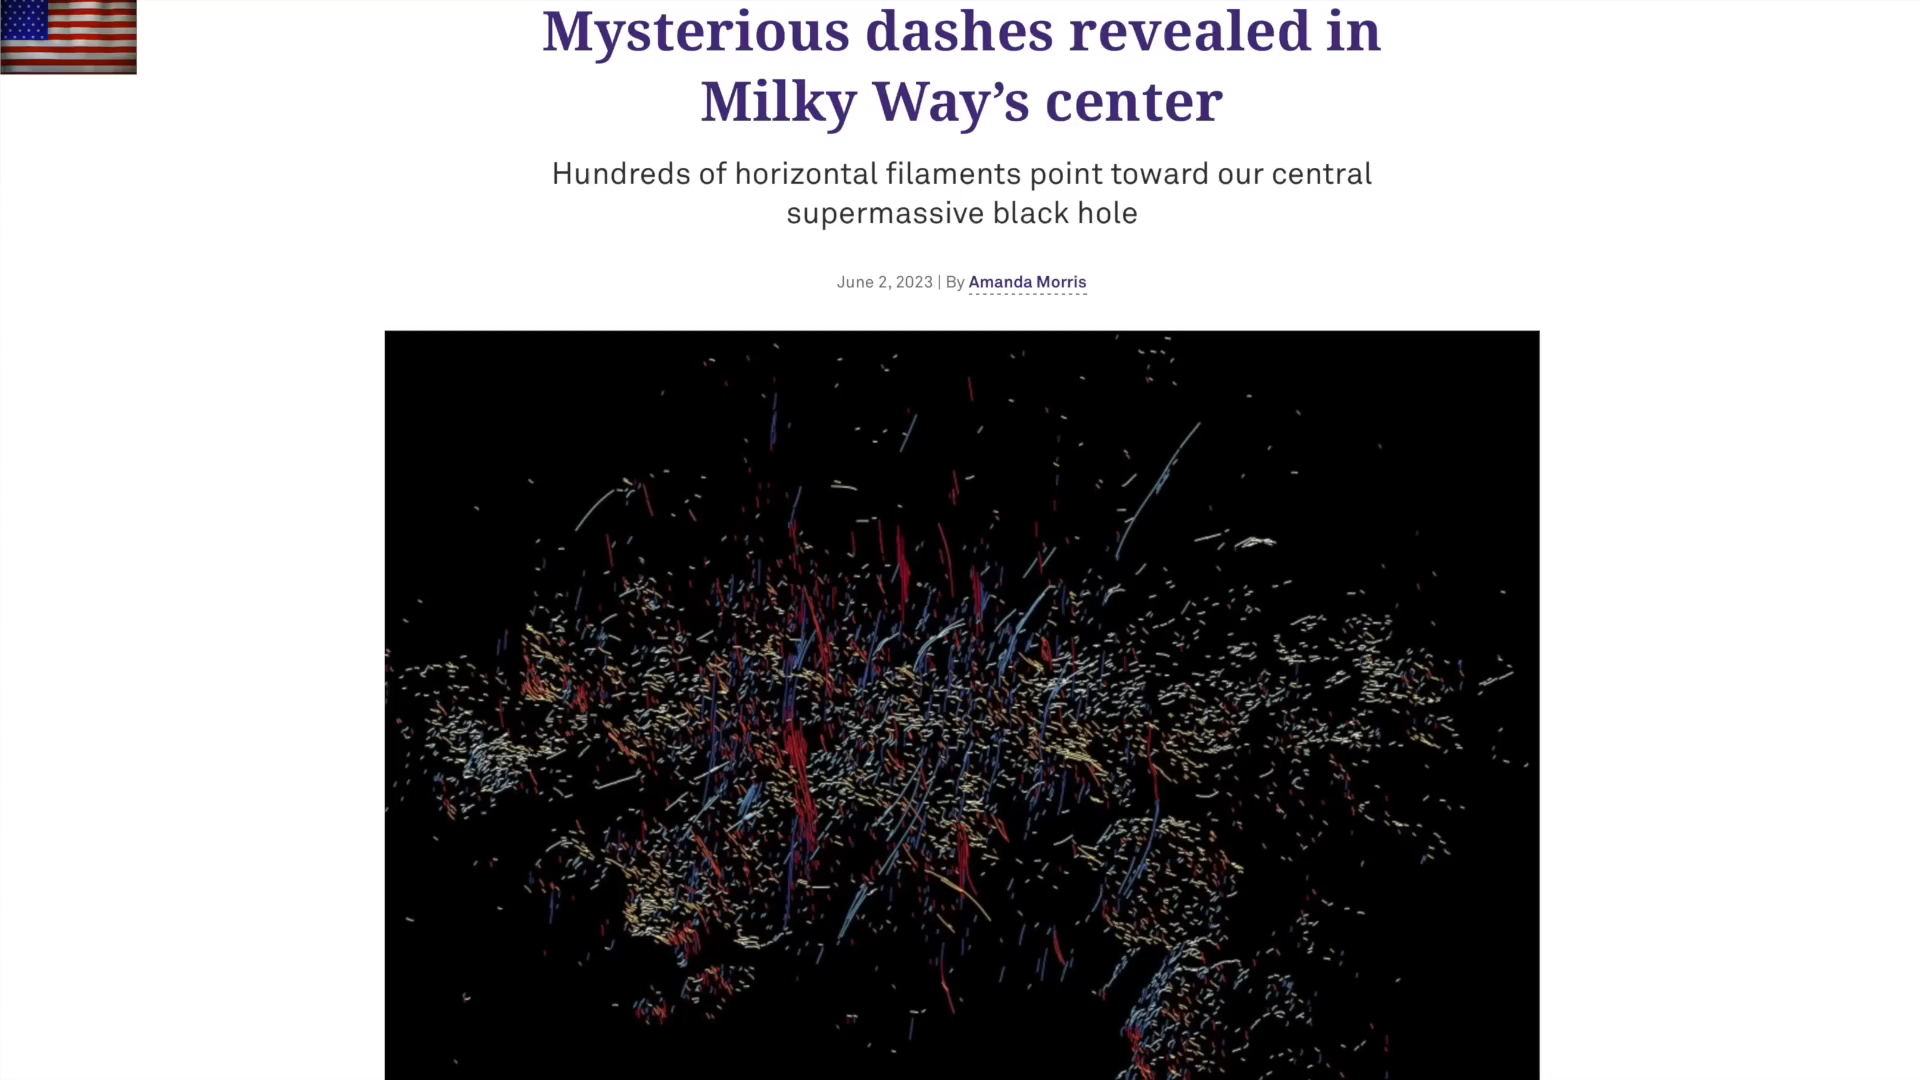 Mysterious dashes revealed in
Milky Way’s center
Hundreds of horizontal filaments point toward our central
supermassive black hole
June 2, 2023 | By Amanda Morris